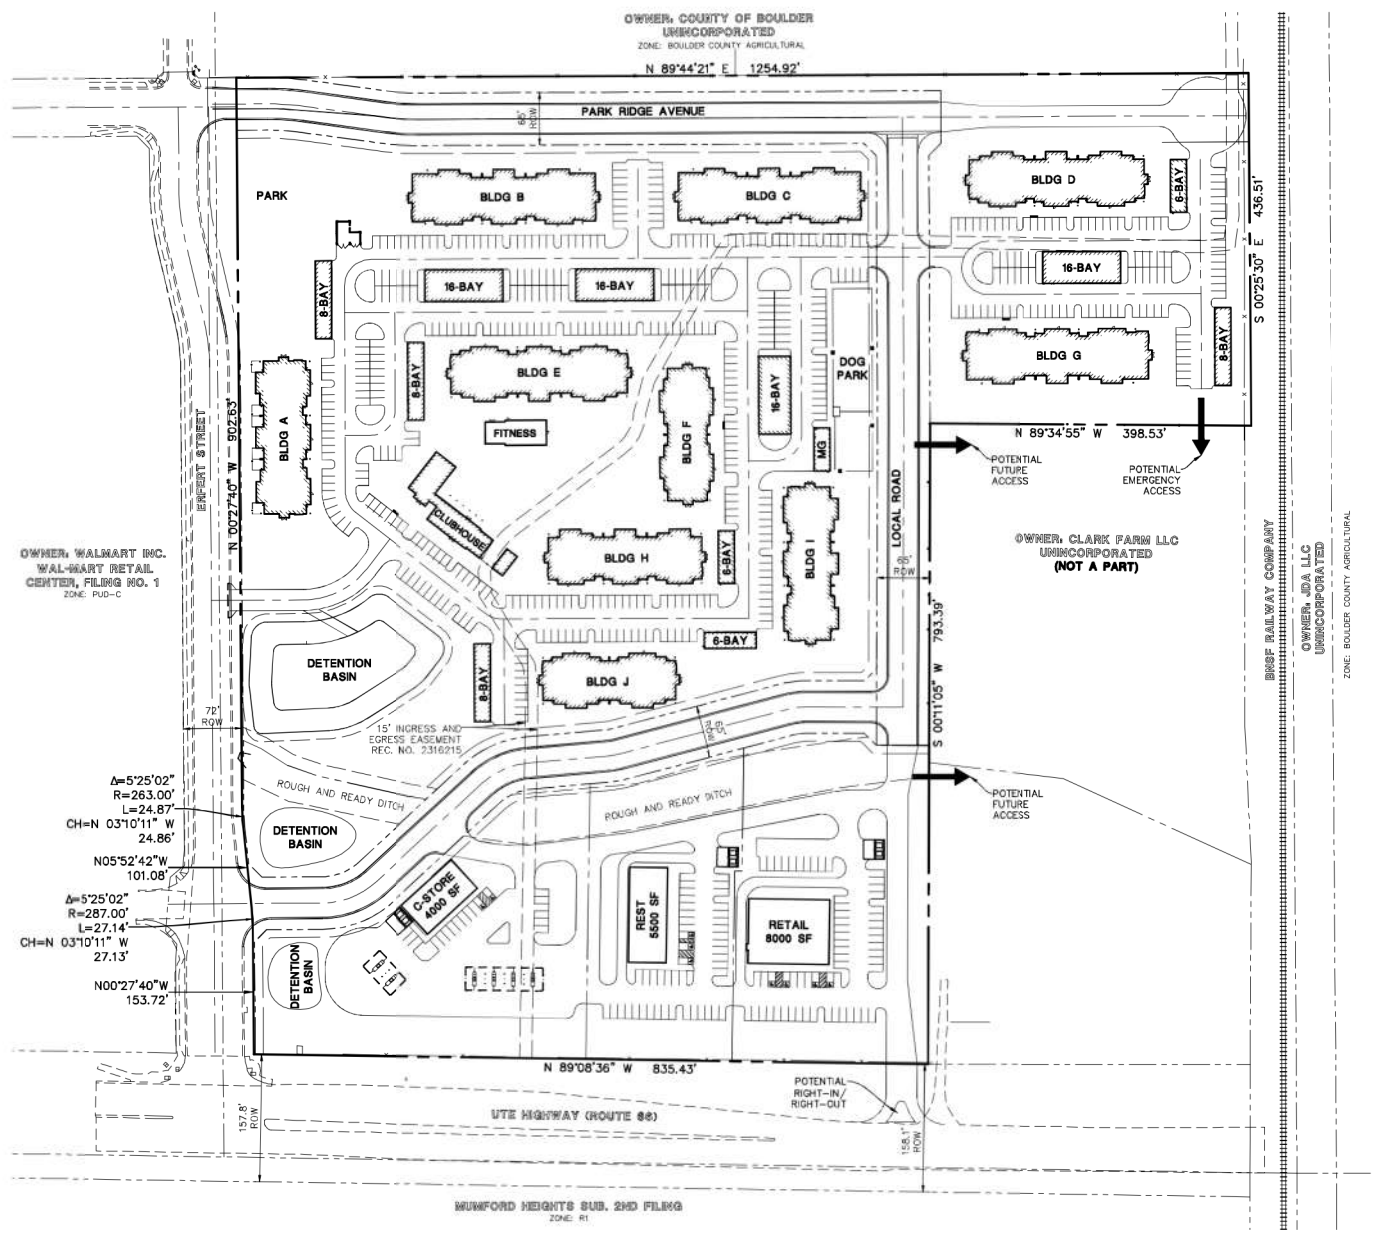 OWNER: COUNTY OF BOULDER
UNINCORPORATED
ZONE: BOULDER COUNTY AGRICULTURAL
N 89°44'21" E 1254.92'
PARK RIDGE AVENUE
65'
ROW
PARK
BLDG B
BLDG C
BLDG D
6-BAY
S 00°25'30" E 436.51'
16-BAY
16-BAY
16-BAY
8-BAY
8-BAY
BLDG E
BLDG F
16-BAY
DOG
PARK
BLDG G
8-BAY
BLDG A
FITNESS
MG
N 89°34'55" W 398.53'
POTENTIAL
FUTURE
ACCESS
POTENTIAL
EMERGENCY
ACCESS
ERFERT STREET
N 00°27'40" W 902.63'
CLUBHOUSE
BLDG H
6-BAY
BLDG I
LOCAL ROAD
65'
ROW
OWNER: CLARK FARM LLC
UNINCORPORATED
(NOT A PART)
BNSF RAILWAY COMPANY
OWNER: JDA LLC
UNINCORPORATED
ZONE: BOULDER COUNTY AGRICULTURAL
OWNER: WALMART INC.
WAL-MART RETAIL
CENTER, FILING NO. 1
ZONE: PUD-C
S 00°11'05" W 793.39'
6-BAY
DETENTION
BASIN
8-BAY
BLDG J
72'
ROW
15' INGRESS AND
EGRESS EASEMENT
REC. NO. 2316215
65'
ROW
ROUGH AND READY DITCH
ROUGH AND READY DITCH
POTENTIAL
FUTURE
ACCESS
Δ=5°25'02"
R=263.00'
L=24.87'
CH=N 03°10'11" W
24.86'
DETENTION
BASIN
N05°52'42"W
101.08'
Δ=5°25'02"
R=287.00'
L=27.14'
CH=N 03°10'11" W
27.13'
C-STORE
4000 SF
REST
5500 SF
RETAIL
8000 SF
DETENTION
BASIN
N00°27'40"W
153.72'
N 89°08'36" W 835.43'
POTENTIAL
RIGHT-IN/
RIGHT-OUT
157.8'
ROW
UTE HIGHWAY (ROUTE 66)
158.1'
ROW
MUMFORD HEIGHTS SUB. 2ND FILING
ZONE: R1